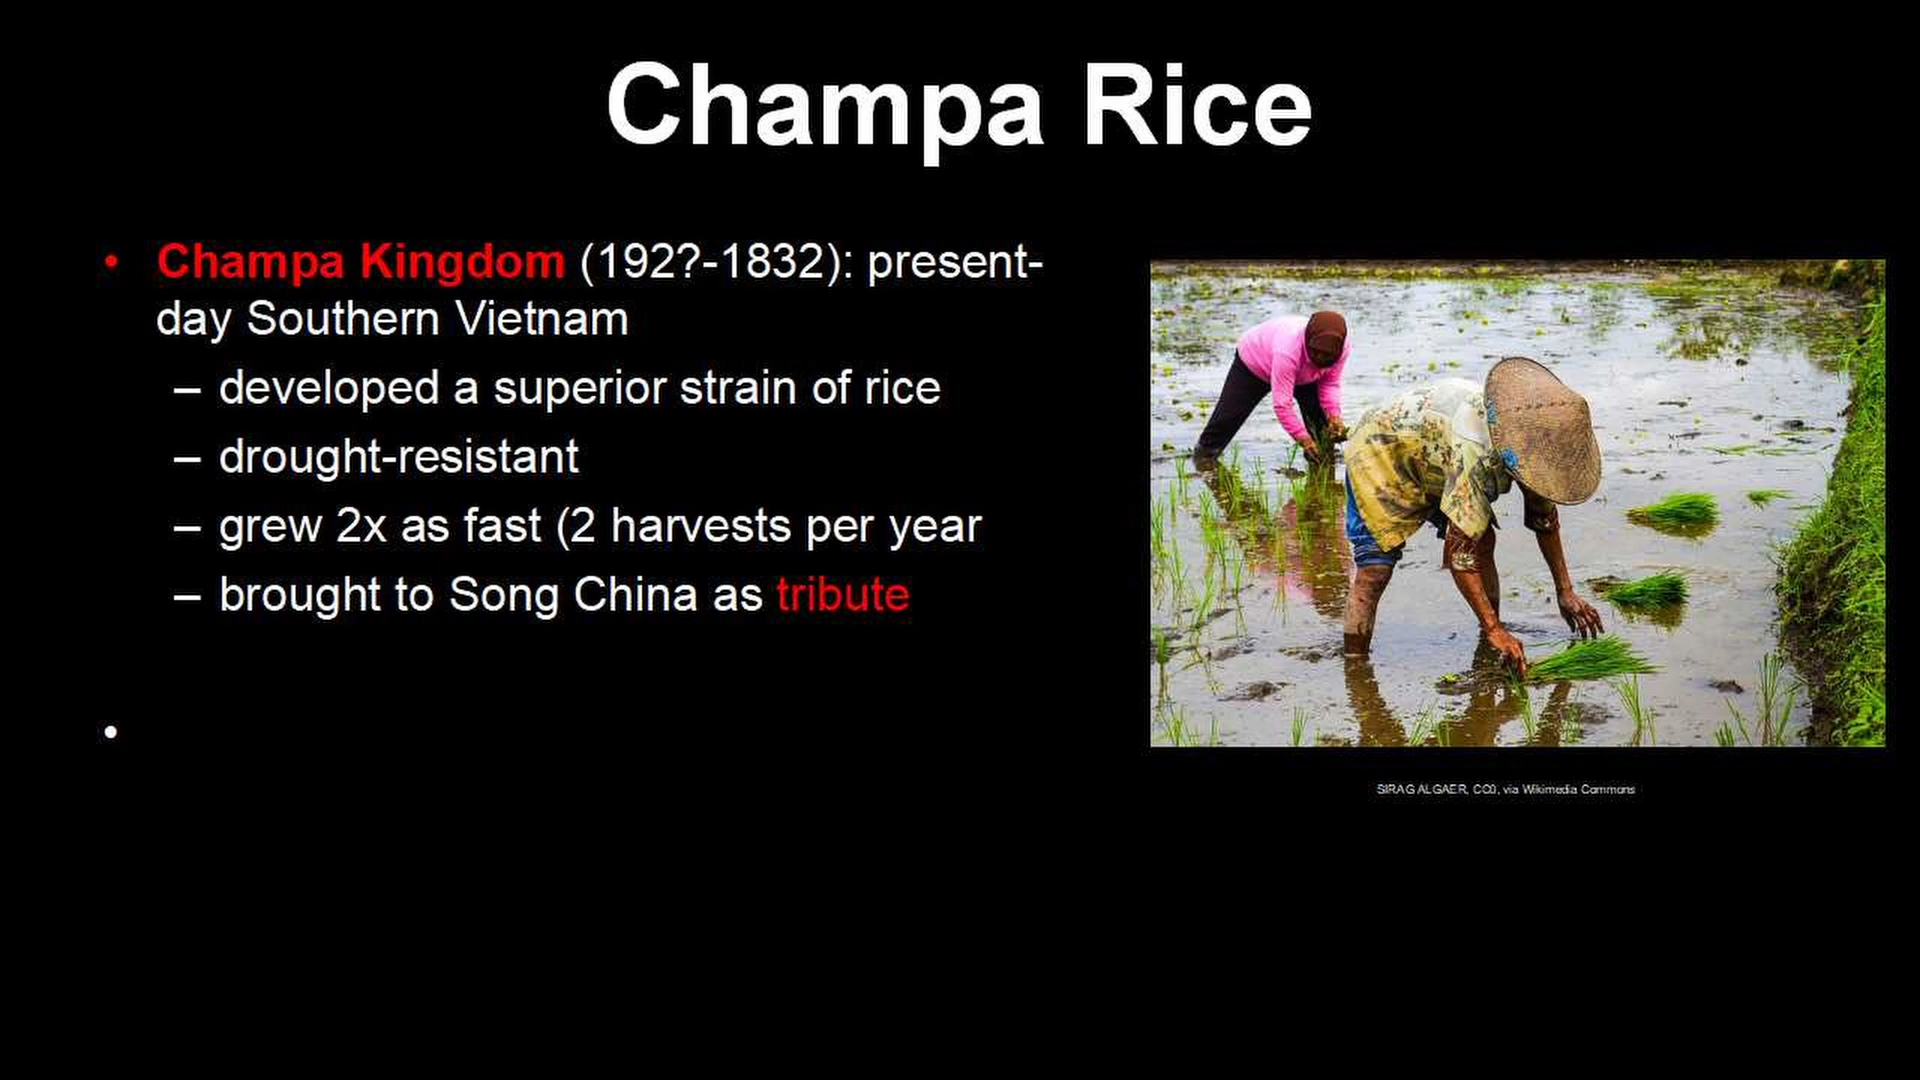 Champa Rice
• Champa Kingdom (192?-1832): present-
day Southern Vietnam
– developed a superior strain of rice
– drought-resistant
– grew 2x as fast (2 harvests per year
– brought to Song China as tribute
•
SIRAG ALGAER, CC0, via Wikimedia Commons